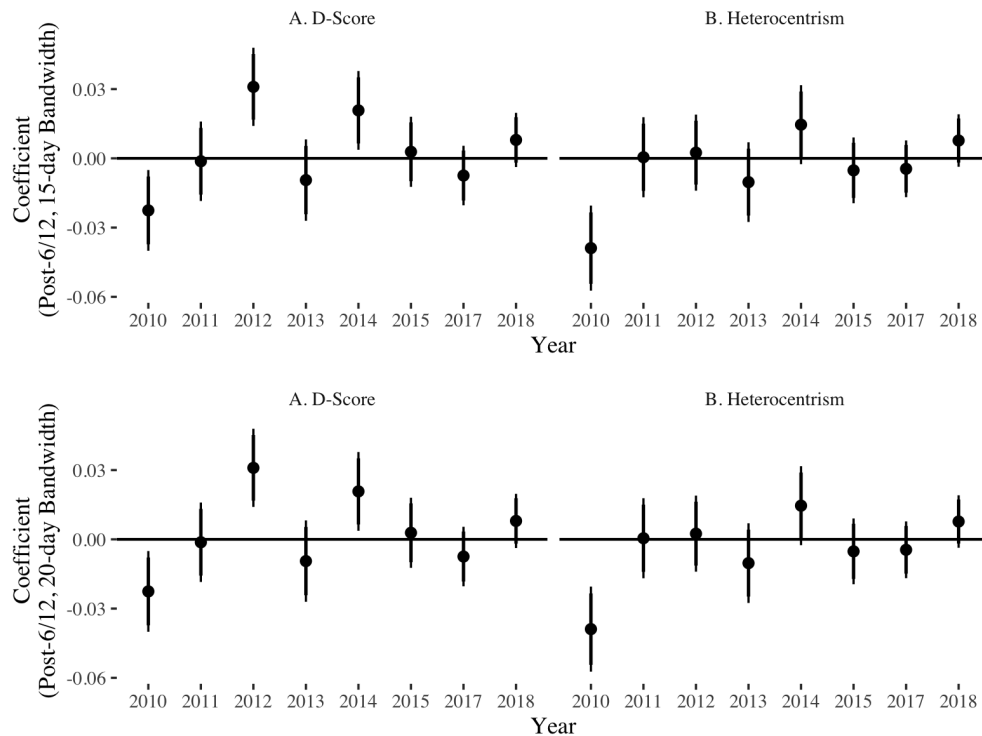 A. D-Score
B. Heterocentrism
Coefficient
(Post-6/12, 15-day Bandwidth)
0.03
0.00
-0.03
-0.06
2010 2011 2012 2013 2014 2015 2017 2018
2010 2011 2012 2013 2014 2015 2017 2018
Year
A. D-Score
B. Heterocentrism
Coefficient
(Post-6/12, 20-day Bandwidth)
0.03
0.00
-0.03
-0.06
2010 2011 2012 2013 2014 2015 2017 2018
2010 2011 2012 2013 2014 2015 2017 2018
Year